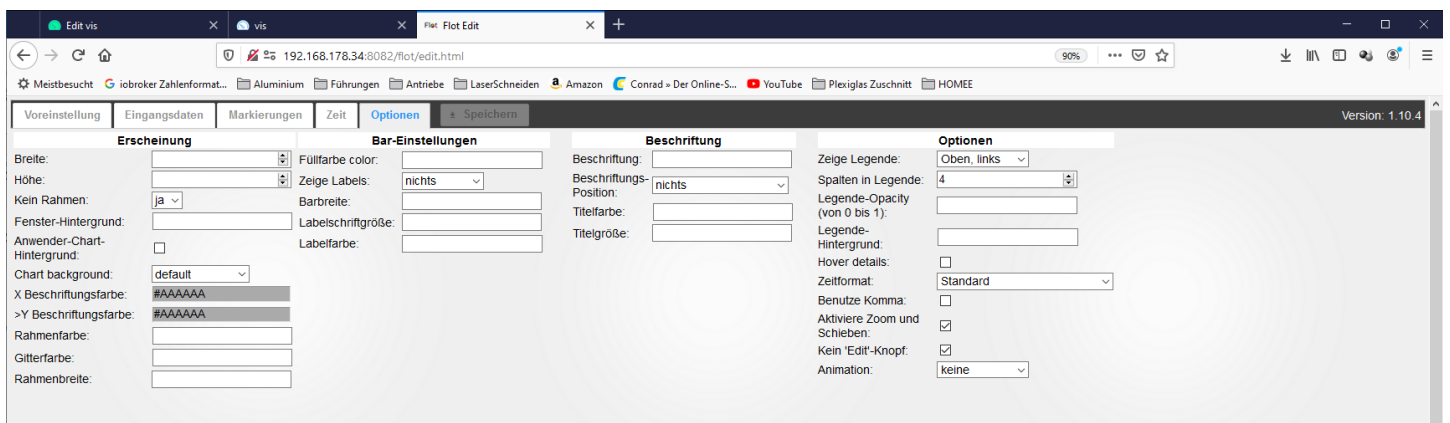 Edit vis
vis
Flot Flot Edit
192.168.178.34:8082/flot/edit.html
90%
Meistbesucht
iobroker Zahlenformat...
Aluminium
Führungen
Antriebe
LaserSchneiden
Amazon
Conrad » Der Online-S...
YouTube
Plexiglas Zuschnitt
HOMEE
Voreinstellung
Eingangsdaten
Markierungen
Zeit
Optionen
Speichern
Version: 1.10.4
Erscheinung
Breite:
Höhe:
Kein Rahmen: ja
Fenster-Hintergrund:
Anwender-Chart-
Hintergrund:
Chart background: default
X Beschriftungsfarbe: #AAAAAA
>Y Beschriftungsfarbe: #AAAAAA
Rahmenfarbe:
Gitterfarbe:
Rahmenbreite:
Bar-Einstellungen
Füllfarbe color:
Zeige Labels: nichts
Barbreite:
Labelschriftgröße:
Labelfarbe:
Beschriftung
Beschriftung:
Beschriftungs-
Position: nichts
Titelfarbe:
Titelgröße:
Optionen
Zeige Legende: Oben, links
Spalten in Legende: 4
Legende-Opacity
(von 0 bis 1):
Legende-
Hintergrund:
Hover details:
Zeitformat: Standard
Benutze Komma:
Aktiviere Zoom und
Schieben:
Kein 'Edit'-Knopf:
Animation: keine